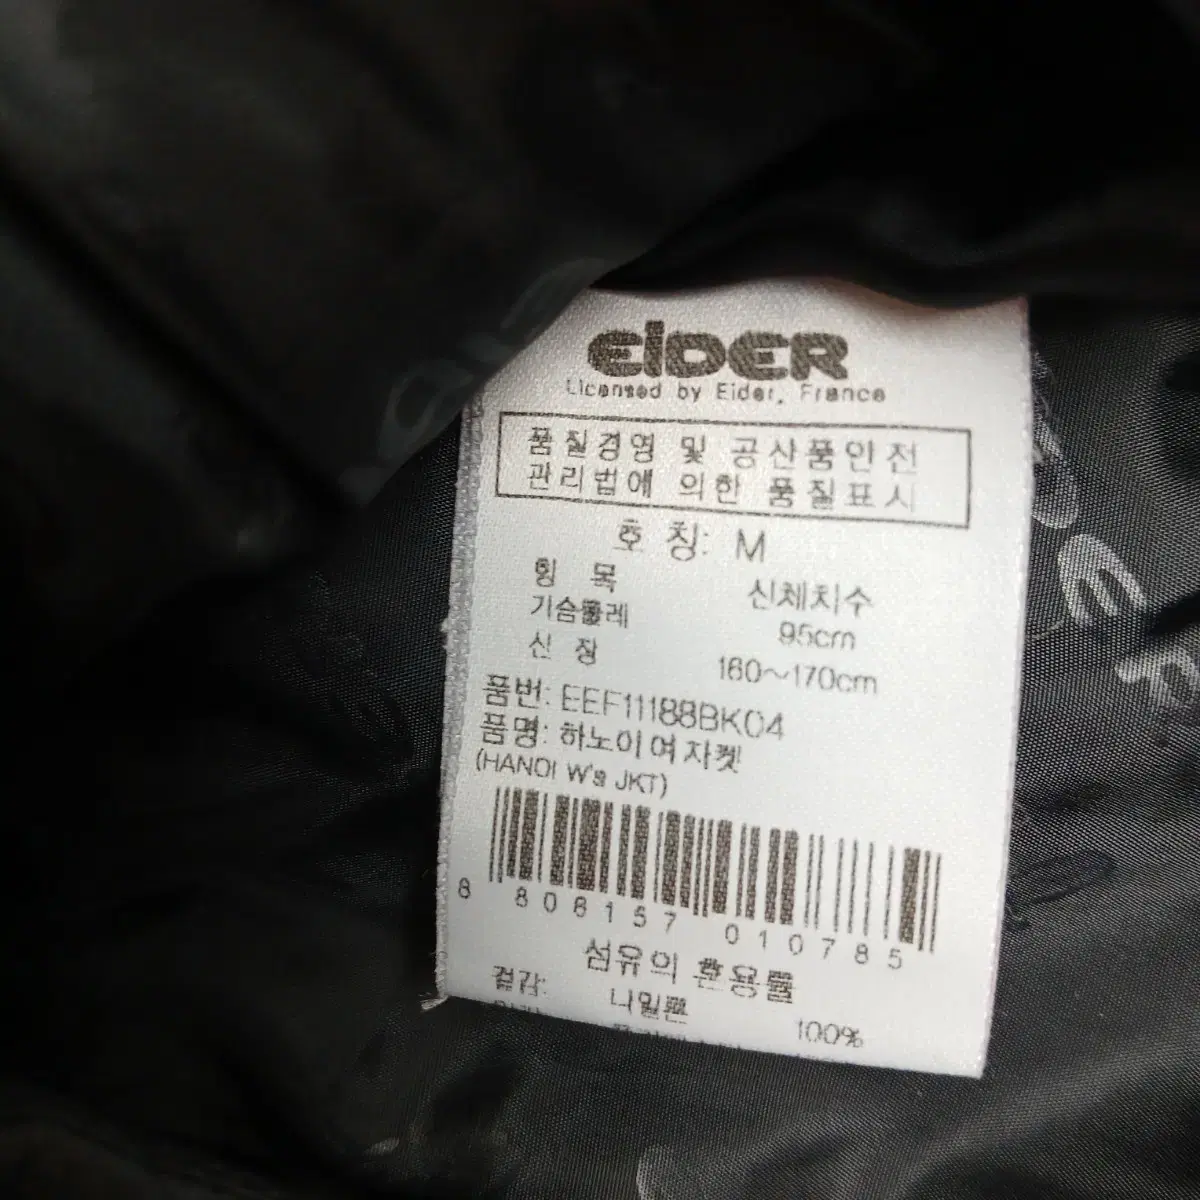 EIDER
Licensed by Eider, France
품질경영 및 공산품안전
관리법에 의한 품질표시
호 칭: M
항 목 신체치수
가슴둘레 95cm
신 장 160~170cm
품번: EEF11188BK04
품명: 하노이 여 자켓
(HANOI W's JKT)
8 806157 010785
섬유의 혼용률
겉감: 나일론 100%